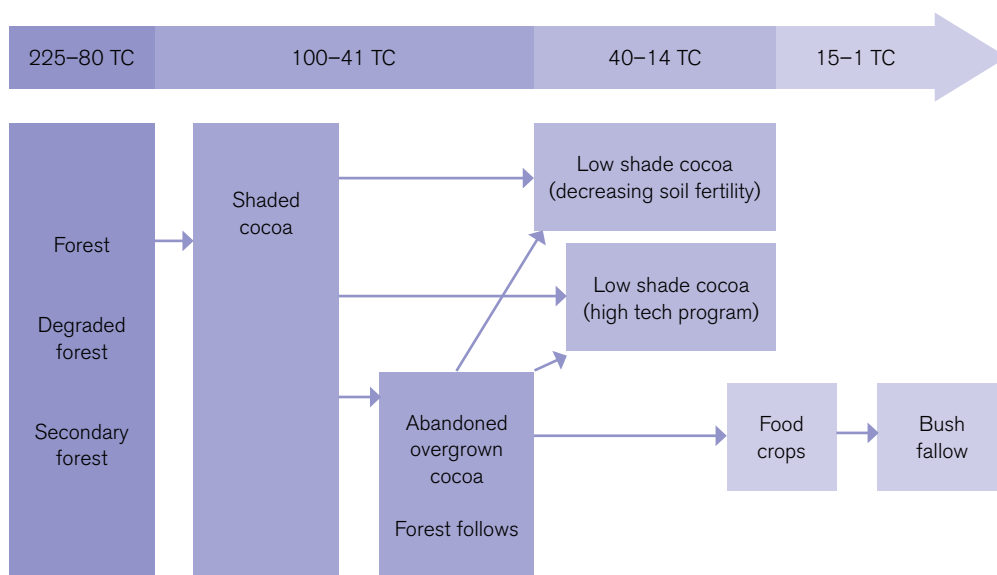 225–80 TC
100–41 TC
40–14 TC
15–1 TC
Forest
Degraded
forest
Secondary
forest
Shaded
cocoa
Low shade cocoa
(decreasing soil fertility)
Low shade cocoa
(high tech program)
Abandoned
overgrown
cocoa
Forest follows
Food
crops
Bush
fallow